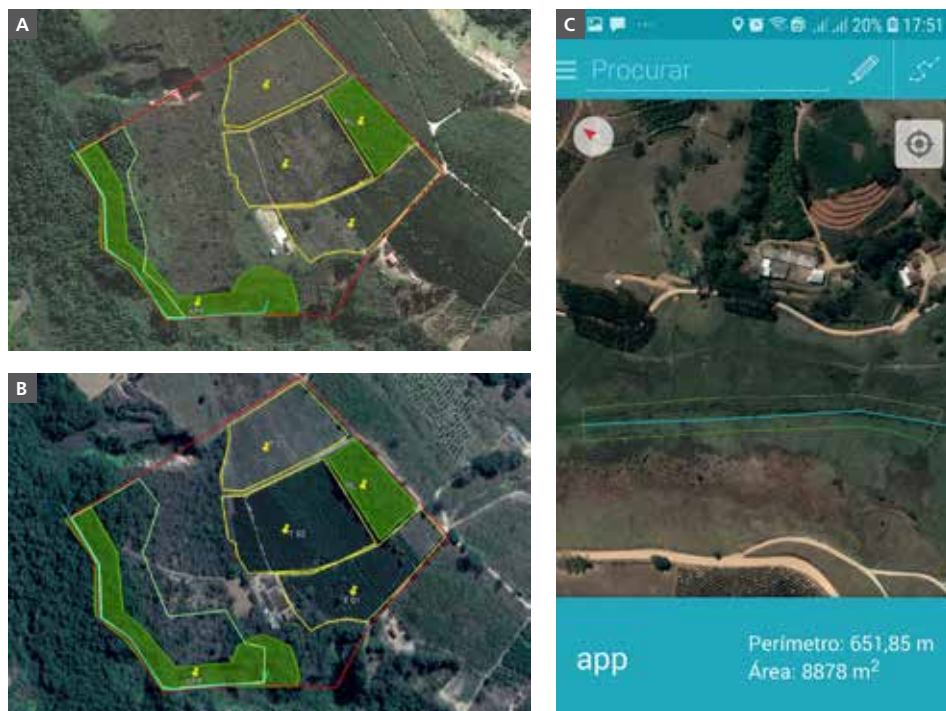 A
B
C
20% 17:51
Procurar
app
Perímetro: 651,85 m
Área: 8878 m²